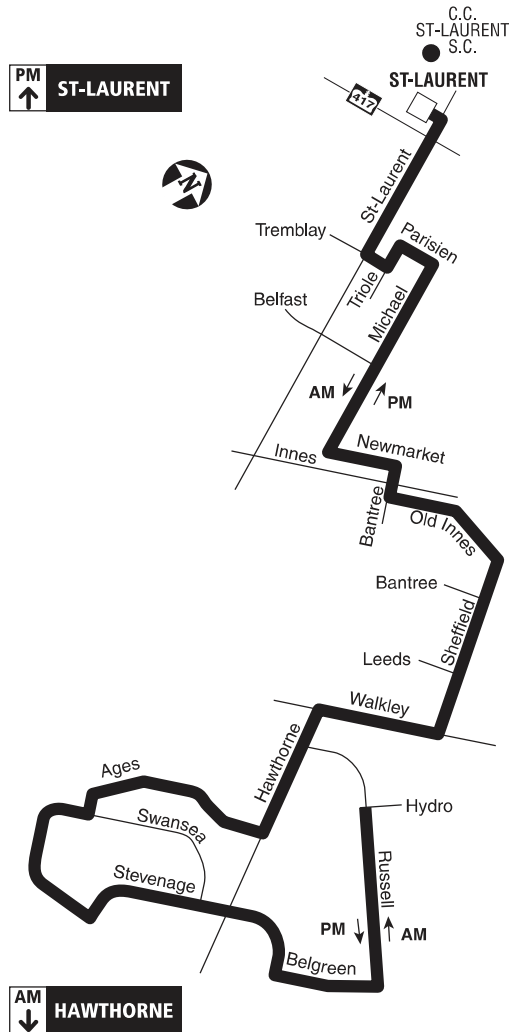 C.C.
ST-LAURENT
S.C.
PM
ST-LAURENT
ST-LAURENT
417
N
St-Laurent
Tremblay
Parisien
Triole
Belfast
Michael
AM
PM
Innes
Newmarket
Bantree
Old Innes
Bantree
Sheffield
Leeds
Walkley
Hawthorne
Ages
Swansea
Hydro
Stevenage
Russell
PM
AM
Belgreen
AM
HAWTHORNE